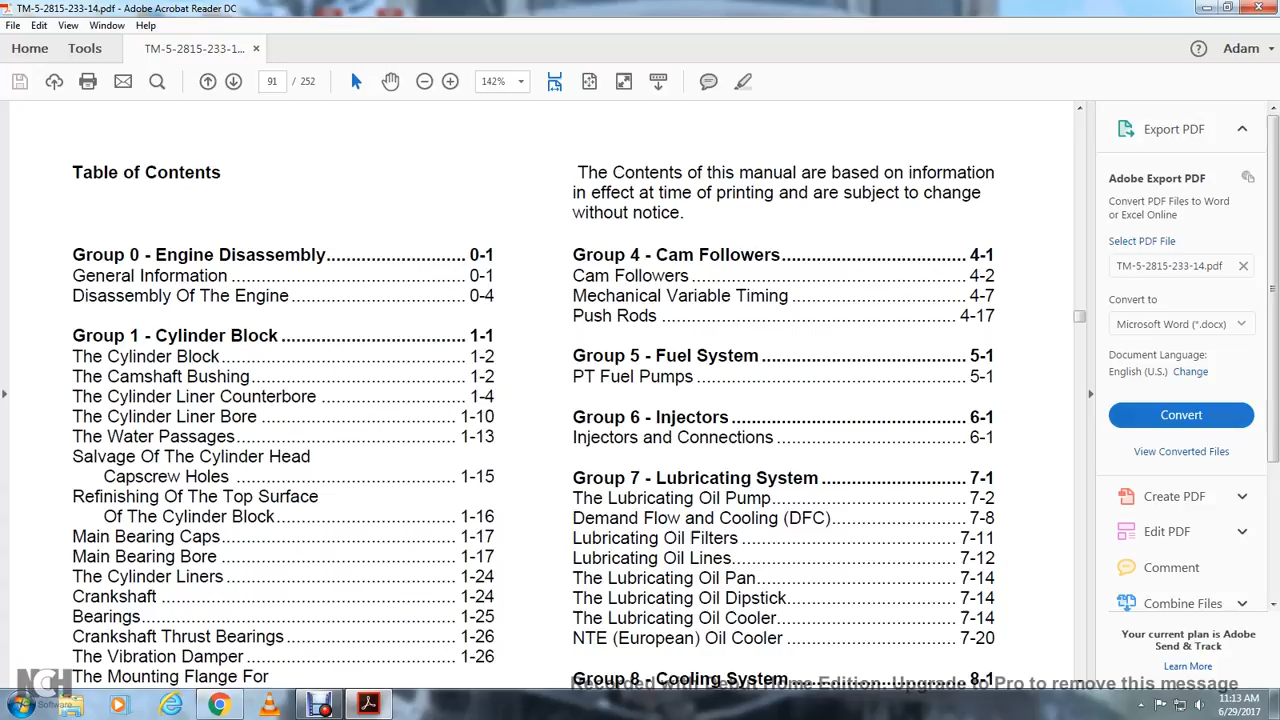 TM-5-2815-233-14.pdf - Adobe Acrobat Reader DC
File Edit View Window Help
Home Tools TM-5-2815-233-1... × Adam
91 / 252 142%
Table of Contents
Group 0 - Engine Disassembly.......................... 0-1
General Information .......................................... 0-1
Disassembly Of The Engine............................... 0-4
Group 1 - Cylinder Block ................................... 1-1
The Cylinder Block............................................ 1-2
The Camshaft Bushing...................................... 1-2
The Cylinder Liner Counterbore ......................... 1-4
The Cylinder Liner Bore ................................... 1-10
The Water Passages........................................ 1-13
Salvage Of The Cylinder Head
Capscrew Holes ......................................... 1-15
Refinishing Of The Top Surface
Of The Cylinder Block.................................. 1-16
Main Bearing Caps............................................ 1-17
Main Bearing Bore ............................................ 1-17
The Cylinder Liners ........................................... 1-24
Crankshaft ........................................................ 1-24
Bearings............................................................ 1-25
Crankshaft Thrust Bearings............................... 1-26
The Vibration Damper ....................................... 1-26
The Mounting Flange For
The Contents of this manual are based on information
in effect at time of printing and are subject to change
without notice.
Group 4 - Cam Followers................................... 4-1
Cam Followers .................................................. 4-2
Mechanical Variable Timing ................................ 4-7
Push Rods ....................................................... 4-17
Group 5 - Fuel System ...................................... 5-1
PT Fuel Pumps ................................................. 5-1
Group 6 - Injectors ............................................ 6-1
Injectors and Connections .................................. 6-1
Group 7 - Lubricating System ........................... 7-1
The Lubricating Oil Pump................................... 7-2
Demand Flow and Cooling (DFC)....................... 7-8
Lubricating Oil Filters ....................................... 7-11
Lubricating Oil Lines......................................... 7-12
The Lubricating Oil Pan..................................... 7-14
The Lubricating Oil Dipstick............................... 7-14
The Lubricating Oil Cooler................................. 7-14
NTE (European) Oil Cooler ............................... 7-20
Group 8 - Cooling System ................................ 8-1
Export PDF
Adobe Export PDF
Convert PDF Files to Word
or Excel Online
Select PDF File
TM-5-2815-233-14.pdf
Convert to
Microsoft Word (*.docx)
Document Language:
English (U.S.) Change
Convert
View Converted Files
Create PDF
Edit PDF
Comment
Combine Files
Your current plan is Adobe
Send & Track
Learn More
NCH
Software
Recorded with Debut Home Edition. Upgrade to Pro to remove this message
11:13 AM
6/29/2017